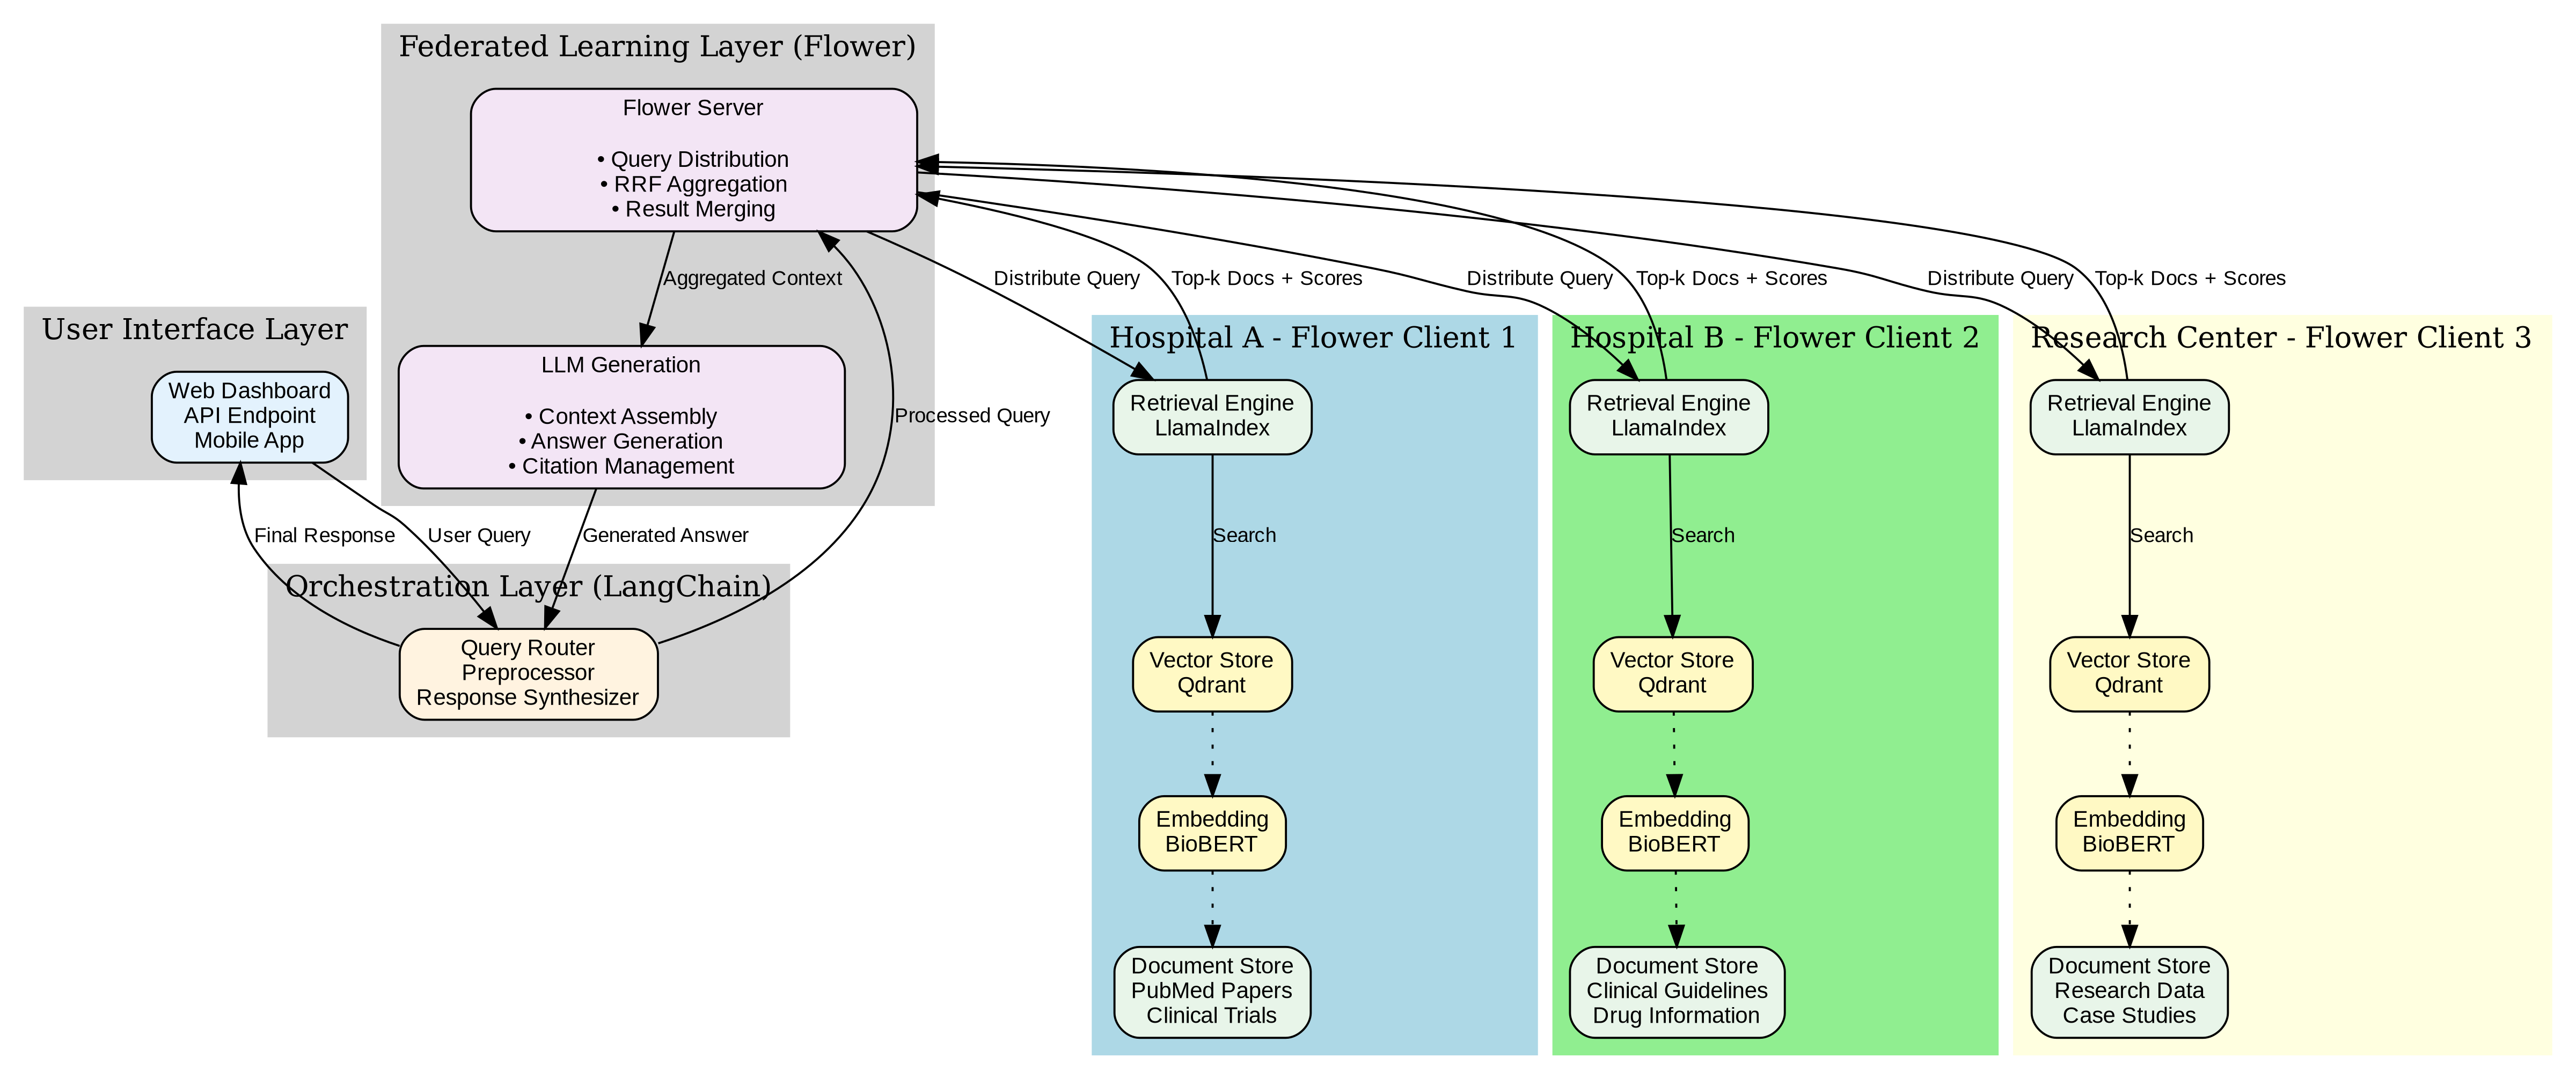 Federated Learning Layer (Flower)
Flower Server
• Query Distribution
• RRF Aggregation
• Result Merging
Aggregated Context
Distribute Query
Top-k Docs + Scores
Distribute Query
Top-k Docs + Scores
Distribute Query
Top-k Docs + Scores
User Interface Layer
Web Dashboard
API Endpoint
Mobile App
LLM Generation
• Context Assembly
• Answer Generation
• Citation Management
Processed Query
Final Response
User Query
Generated Answer
Orchestration Layer (LangChain)
Query Router
Preprocessor
Response Synthesizer
Hospital A - Flower Client 1
Retrieval Engine
LlamaIndex
Search
Vector Store
Qdrant
Embedding
BioBERT
Document Store
PubMed Papers
Clinical Trials
Hospital B - Flower Client 2
Retrieval Engine
LlamaIndex
Search
Vector Store
Qdrant
Embedding
BioBERT
Document Store
Clinical Guidelines
Drug Information
Research Center - Flower Client 3
Retrieval Engine
LlamaIndex
Search
Vector Store
Qdrant
Embedding
BioBERT
Document Store
Research Data
Case Studies